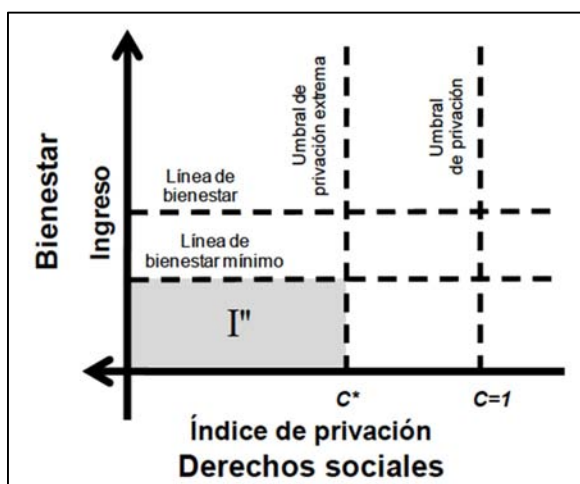 Bienestar
Ingreso
Línea de
bienestar
Línea de
bienestar mínimo
Umbral de
privación extrema
Umbral
de privación
I"
C*
C=1
Índice de privación
Derechos sociales